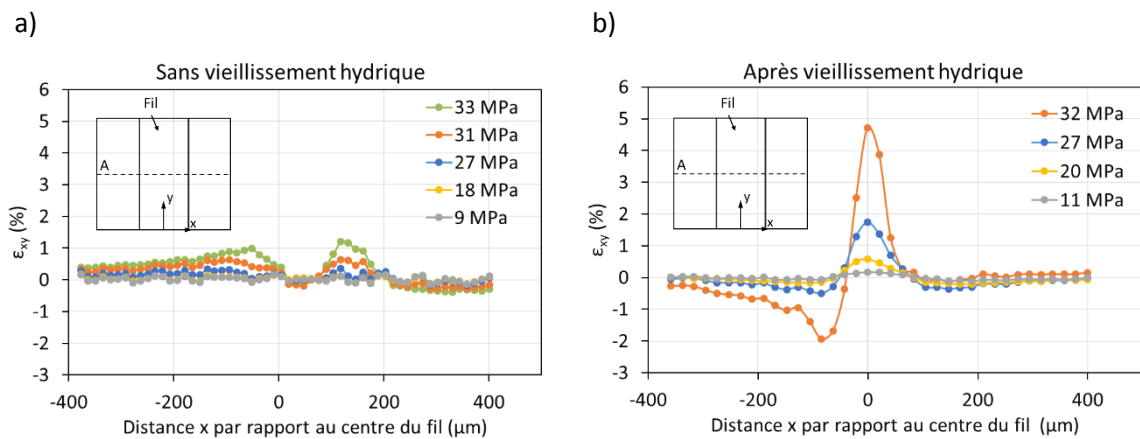 a)
Sans vieillissement hydrique
6
5
4
3
2
1
0
-1
-2
-3
ε_xy (%)
Fil
A
y
x
33 MPa
31 MPa
27 MPa
18 MPa
9 MPa
-400 -200 0 200 400
Distance x par rapport au centre du fil (µm)
b)
Après vieillissement hydrique
6
5
4
3
2
1
0
-1
-2
-3
ε_xy (%)
Fil
A
y
x
32 MPa
27 MPa
20 MPa
11 MPa
-400 -200 0 200 400
Distance x par rapport au centre du fil (µm)